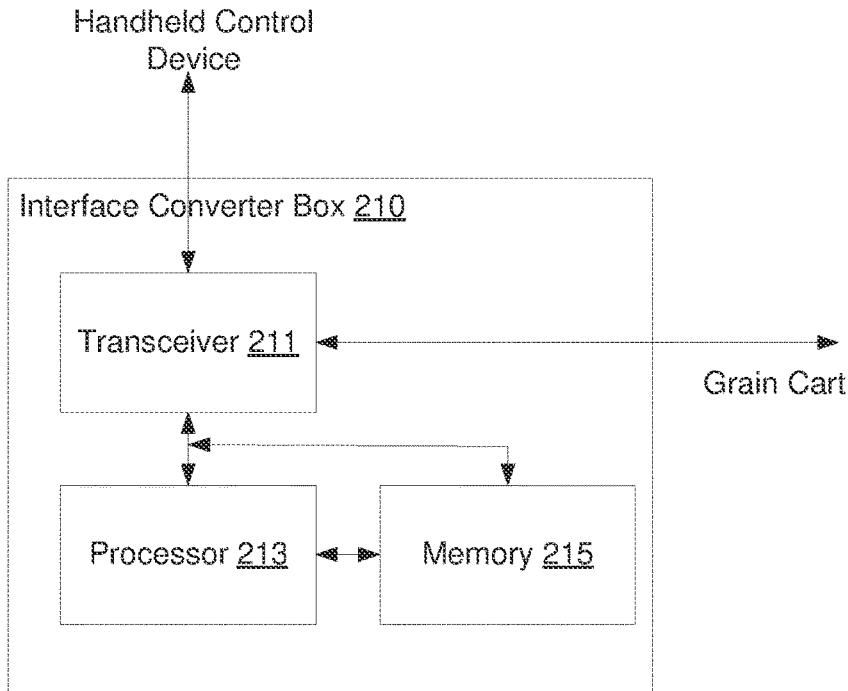 Handheld Control
Device
Interface Converter Box 210
Transceiver 211
Grain Cart
Processor 213
Memory 215